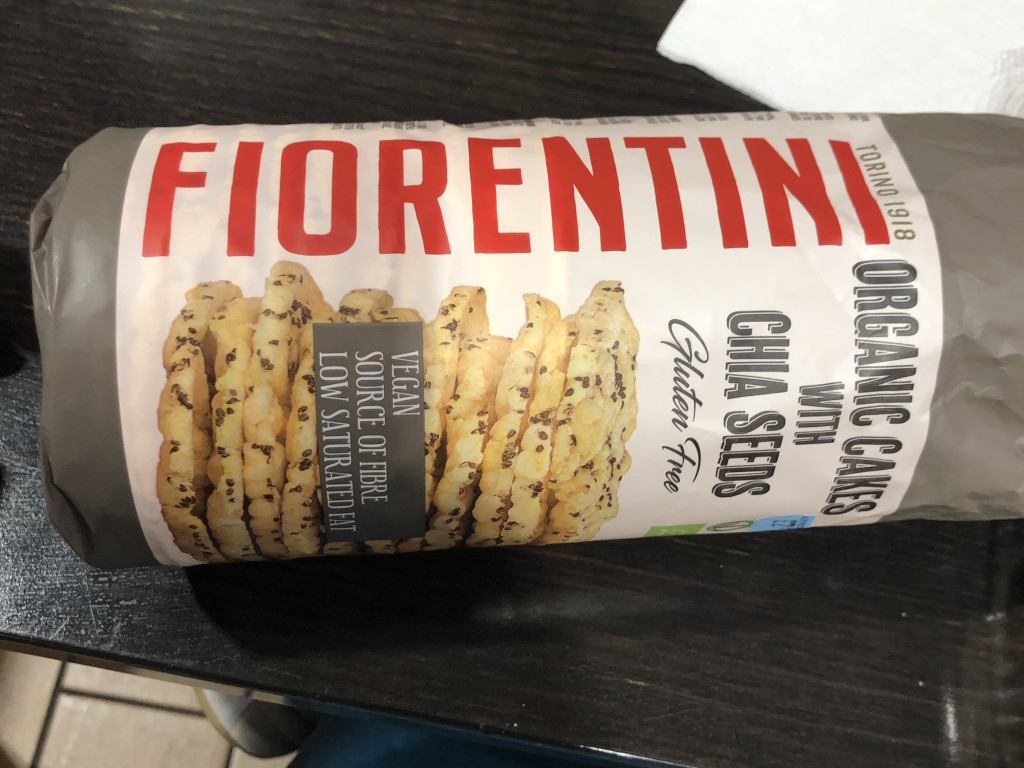 FIORENTINI
TORINO 1918
ORGANIC CAKES
WITH
CHIA SEEDS
Gluten Free
VEGAN
SOURCE OF FIBRE
LOW SATURATED FAT